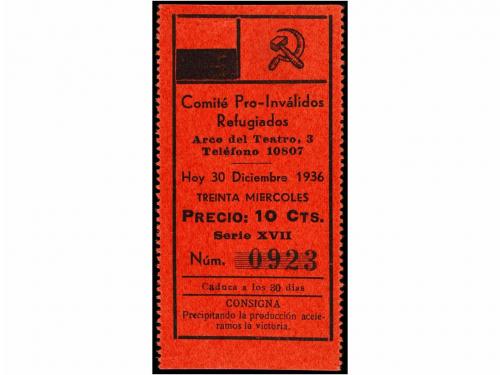 Comité Pro-Inválidos
Refugiados
Arco del Teatro, 3
Teléfono 10807
Hoy 30 Diciembre 1936
TREINTA MIERCOLES
PRECIO: 10 CTS.
Serie XVII
Núm. 0923
Caduca a los 30 días
CONSIGNA
Precipitando la producción acele-
ramos la victoria.